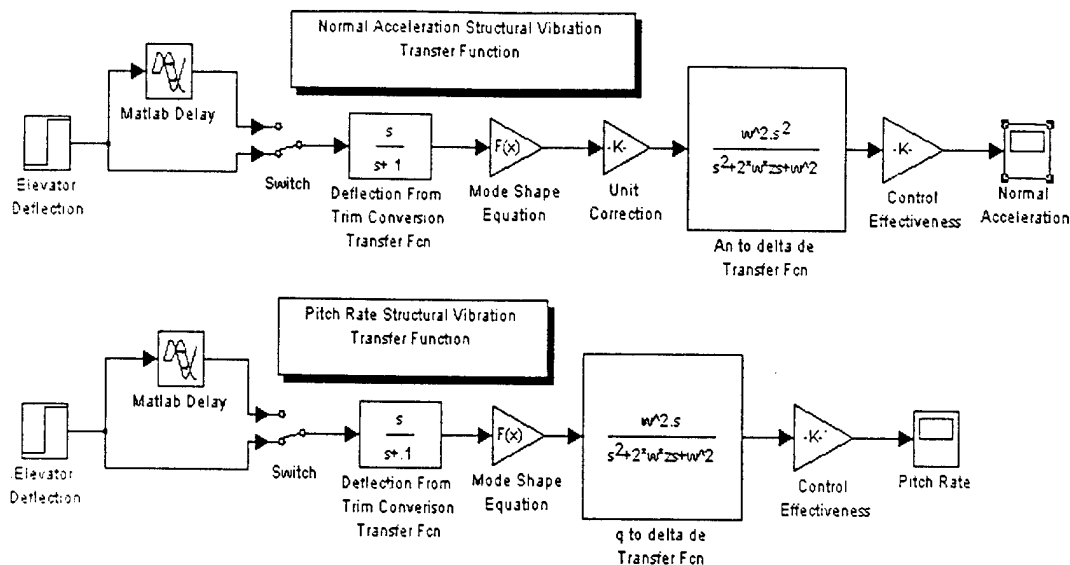 Normal Acceleration Structural Vibration
Transfer Function
Matlab Delay
Elevator
Deflection
Switch
s
s+ 1
Deflection From
Trim Conversion
Transfer Fcn
F(x)
Mode Shape
Equation
-K-
Unit
Correction
w^2.s²
s²+2*w*zs+w^2
An to delta de
Transfer Fcn
-K-
Control
Effectiveness
Normal
Acceleration
Pitch Rate Structural Vibration
Transfer Function
Matlab Delay
Elevator
Deflection
Switch
s
s+.1
Deflection From
Trim Converison
Transfer Fcn
F(x)
Mode Shape
Equation
w^2.s
s²+2*w*zs+w^2
q to delta de
Transfer Fcn
-K-
Control
Effectiveness
Pitch Rate